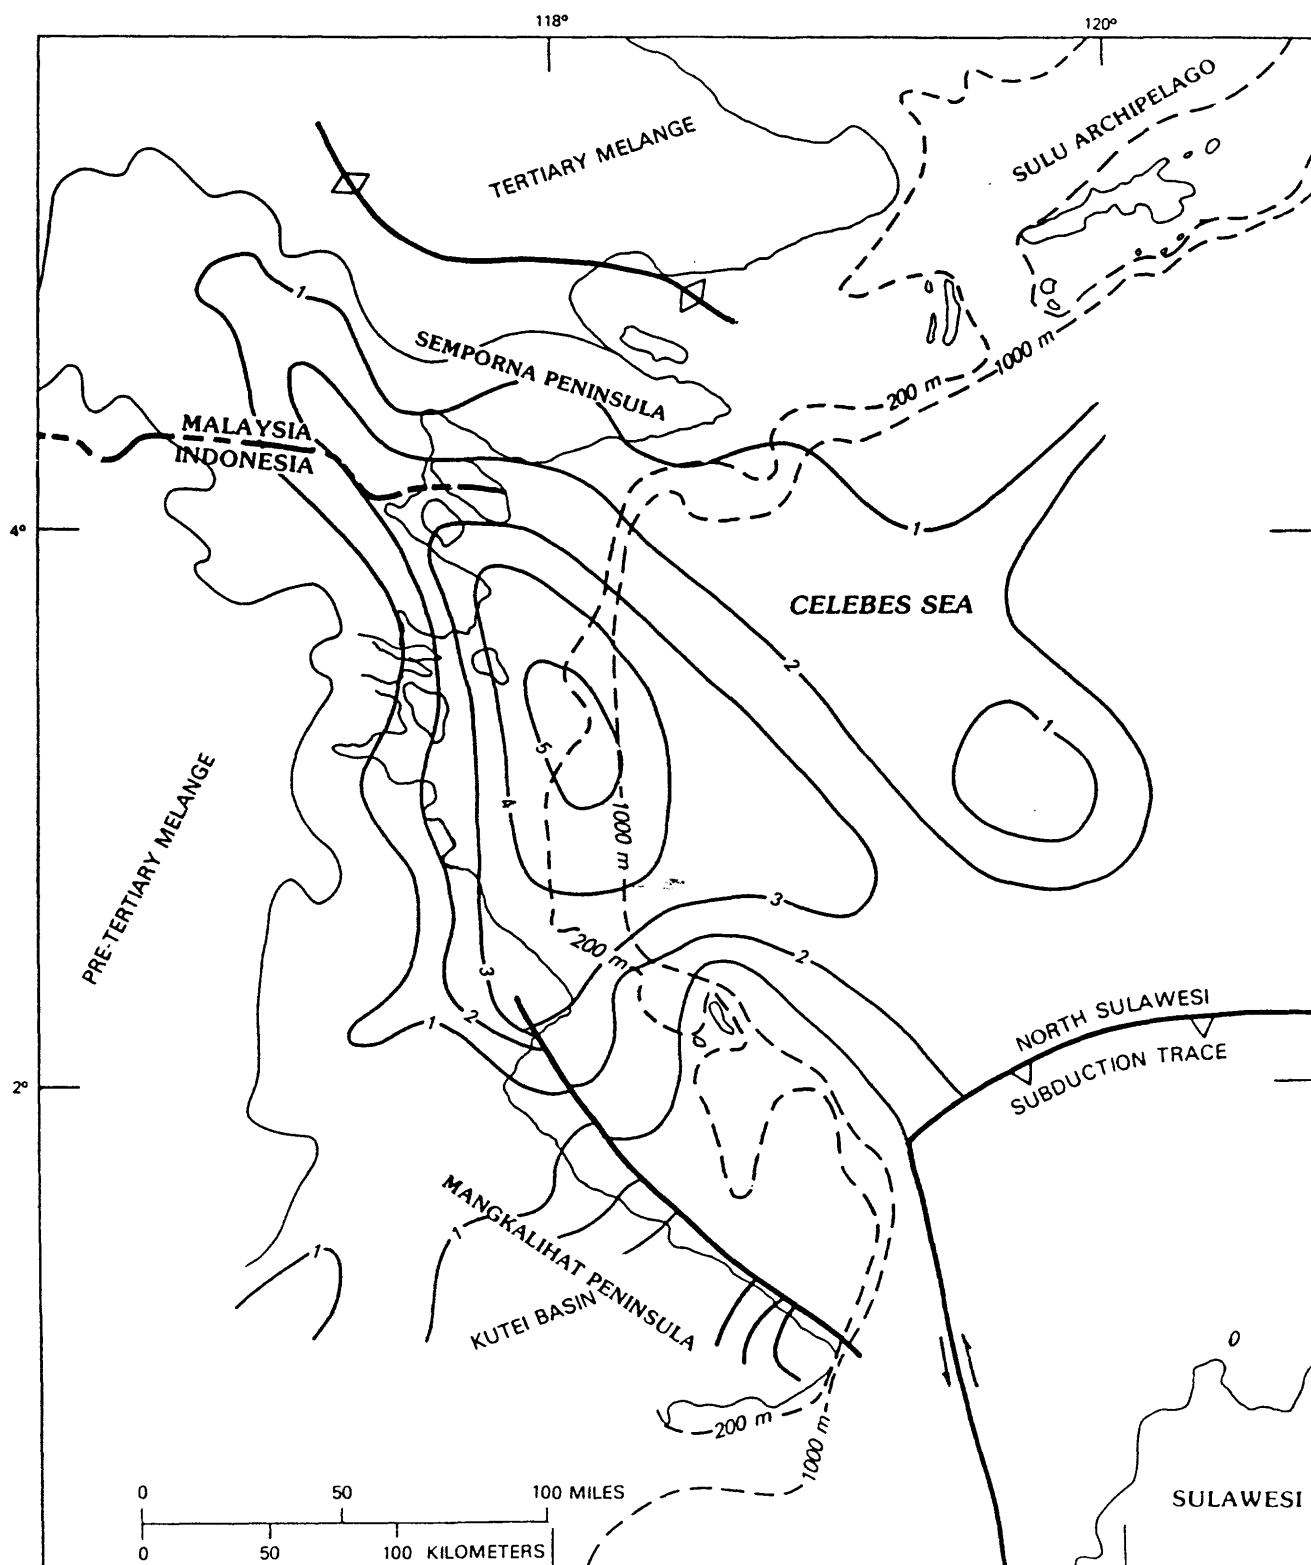 118°
120°
SULU ARCHIPELAGO
TERTIARY MELANGE
1
SEMPORNA PENINSULA
1000 m
200 m
MALAYSIA
INDONESIA
4°
1
CELEBES SEA
2
1
5
4
1000 m
PRE-TERTIARY MELANGE
3
200 m
2
3
2
1
NORTH SULAWESI
SUBDUCTION TRACE
2°
MANGKALIHAT PENINSULA
1
1
KUTEI BASIN
200 m
1000 m
0 50 100 MILES
SULAWESI
0 50 100 KILOMETERS